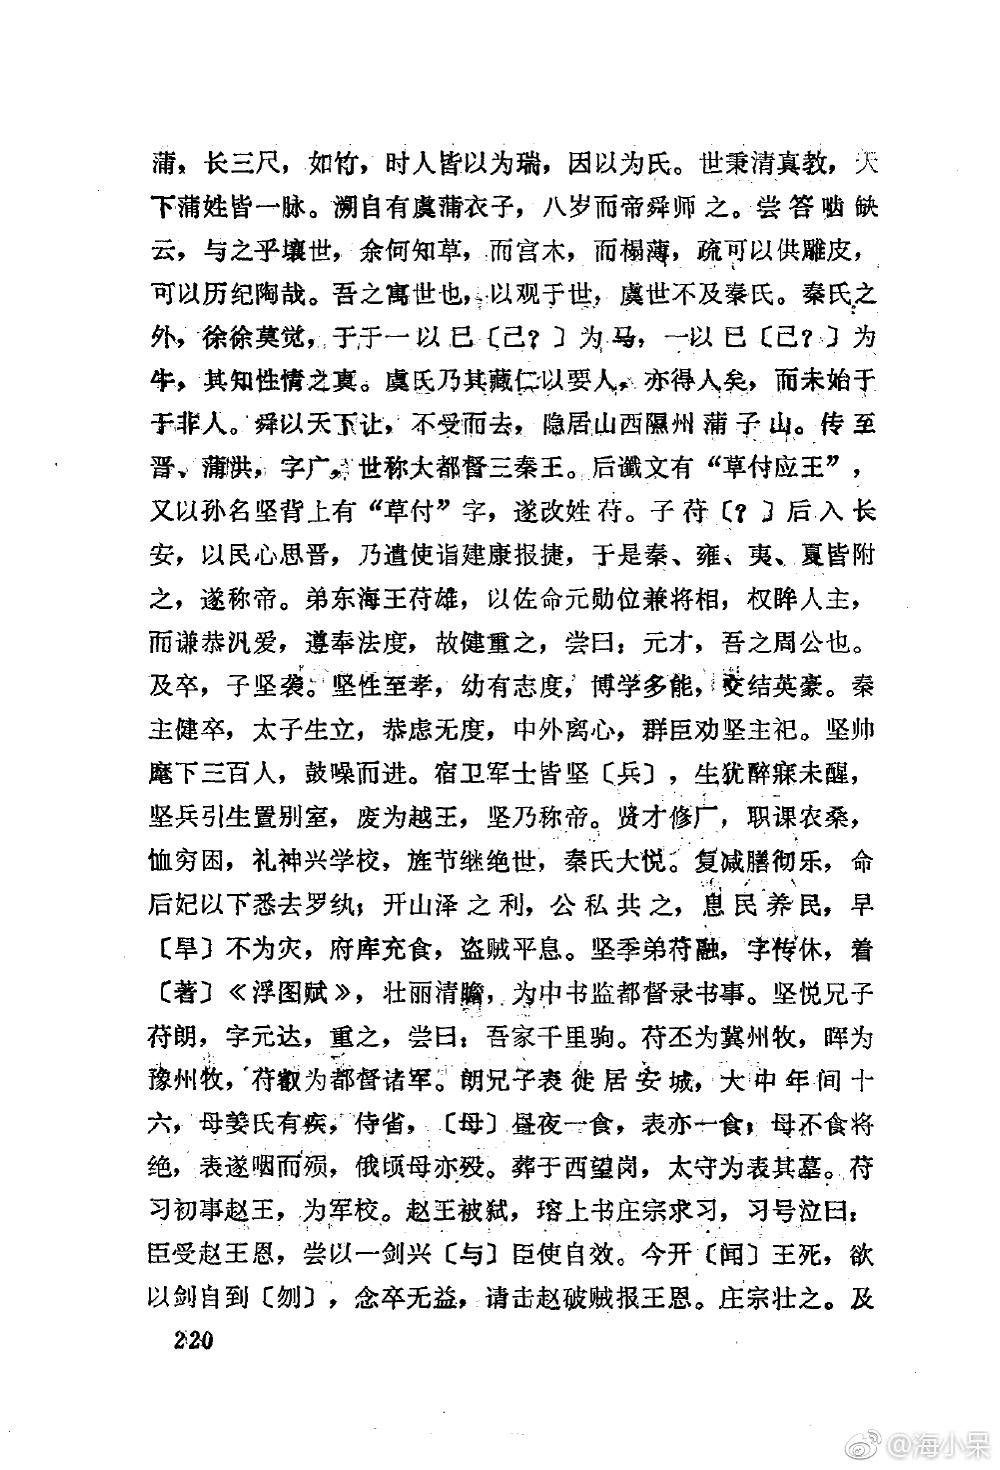 蒲，长三尺，如竹，时人皆以为瑞，因以为氏。世秉清真教，天
下蒲姓皆一脉。溯自有虞蒲衣子，八岁而帝舜师之。尝答啮缺
云，与之乎壤世，余何知草，而宫木，而榻薄，疏可以供雕皮，
可以历纪陶哉。吾之寓世也，以观于世，虞世不及秦氏。秦氏之
外，徐徐莫觉，于于一以已〔己？〕为马，一以已〔己？〕为
牛，其知性情之真。虞氏乃其藏仁以要人，亦得人矣，而未始于
于非人。舜以天下让，不受而去，隐居山西隰州蒲子山。传至
晋、蒲洪，字广，世称大都督三秦王。后谶文有“草付应王”，
又以孙名坚背上有“草付”字，遂改姓苻。子苻〔？〕后入长
安，以民心思晋，乃遣使诣建康报捷，于是秦、雍、夷、夏皆附
之，遂称帝。弟东海王苻雄，以佐命元勋位兼将相，权眸人主，
而谦恭汎爱，遵奉法度，故健重之，尝曰：元才，吾之周公也。
及卒，子坚袭。坚性至孝，幼有志度，博学多能，交结英豪。秦
主健卒，太子生立，恭虑无度，中外离心，群臣劝坚主祀。坚帅
麾下三百人，鼓噪而进。宿卫军士皆坚〔兵〕，生犹醉寐未醒，
坚兵引生置别室，废为越王，坚乃称帝。贤才修厂，职课农桑，
恤穷困，礼神兴学校，旌节继绝世，秦氏大悦。复减膳彻乐，命
后妃以下悉去罗纨；开山泽之利，公私共之，息民养民，早
〔旱〕不为灾，府库充食，盗贼平息。坚季弟苻融，字传休，着
〔著〕《浮图赋》，壮丽清瞻，为中书监都督录书事。坚悦兄子
苻朗，字元达，重之，尝曰：吾家千里驹。苻丕为冀州牧，晖为
豫州牧，苻叡为都督诸军。朗兄子表徙居安城，大中年间十
六，母姜氏有疾，侍省，〔母〕昼夜一食，表亦一食；母不食将
绝，表遂咽而殒，俄顷母亦殁。葬于西望岗，太守为表其墓。苻
习初事赵王，为军校。赵王被弑，瑢上书庄宗求习，习号泣曰：
臣受赵王恩，尝以一剑兴〔与〕臣使自效。今开〔闻〕王死，欲
以剑自到〔刎〕，念卒无益，请击赵破贼报王恩。庄宗壮之。及
220
@海小呆